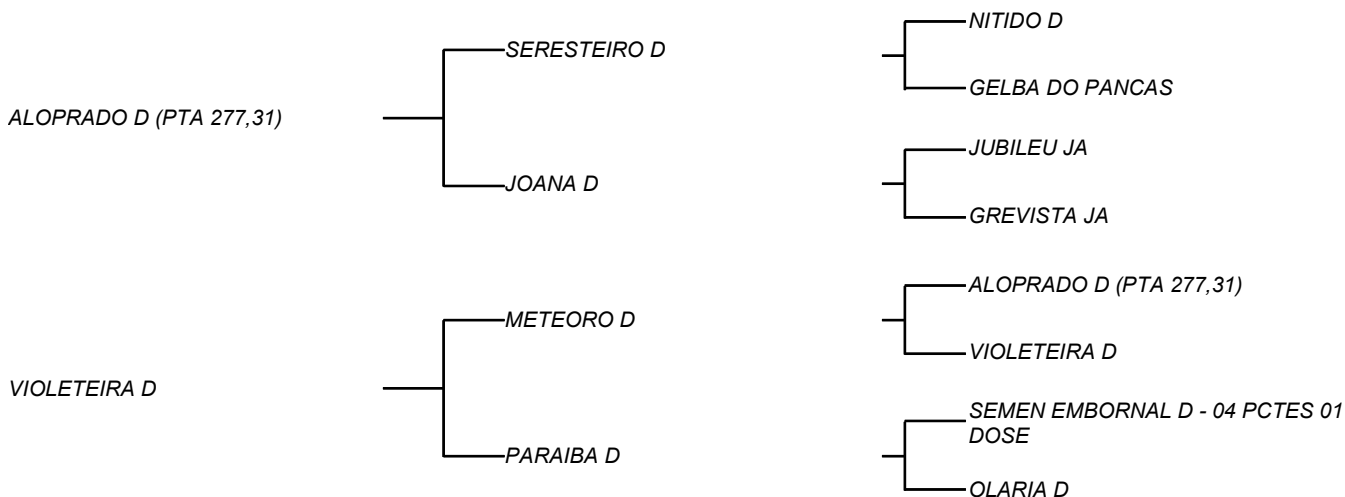 NITIDO D
SERESTEIRO D
GELBA DO PANCAS
ALOPRADO D (PTA 277,31)
JUBILEU JA
JOANA D
GREVISTA JA
ALOPRADO D (PTA 277,31)
METEORO D
VIOLETEIRA D
VIOLETEIRA D
SEMEN EMBORNAL D - 04 PCTES 01
DOSE
PARAIBA D
OLARIA D